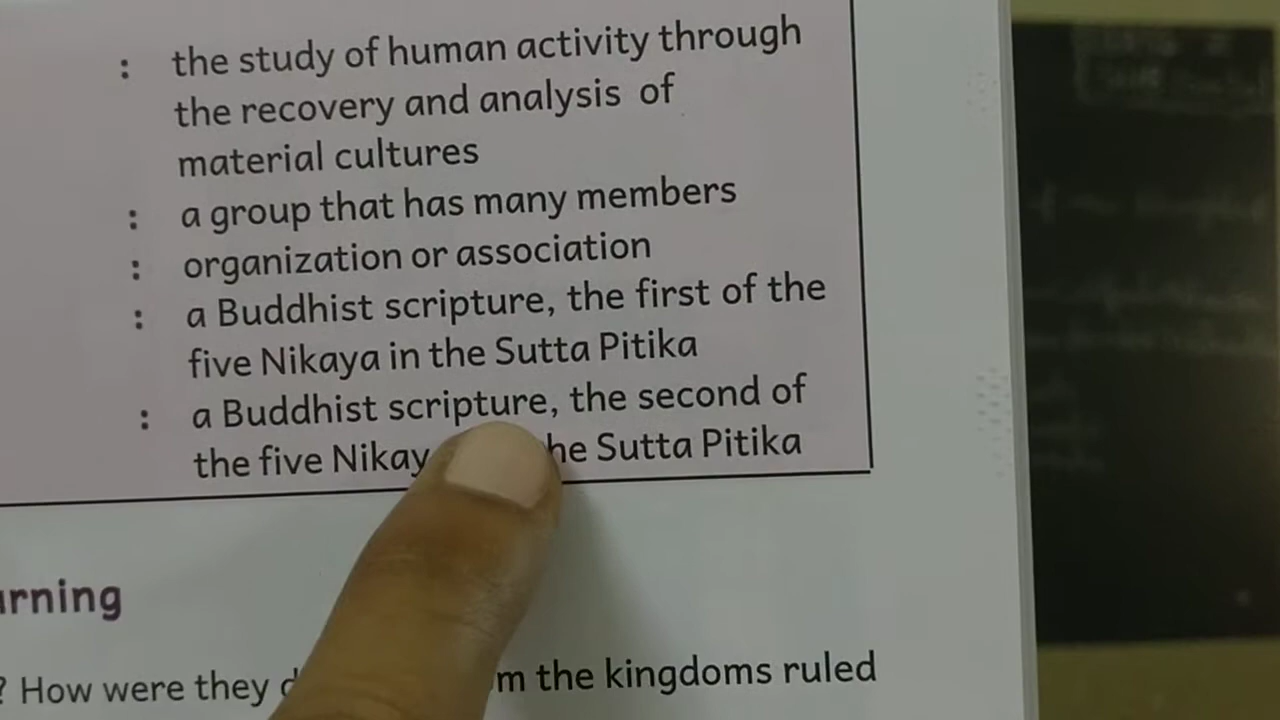 : the study of human activity through
the recovery and analysis of
material cultures
: a group that has many members
: organization or association
: a Buddhist scripture, the first of the
five Nikaya in the Sutta Pitika
: a Buddhist scripture, the second of
the five Nikay he Sutta Pitika
arning
? How were they d m the kingdoms ruled